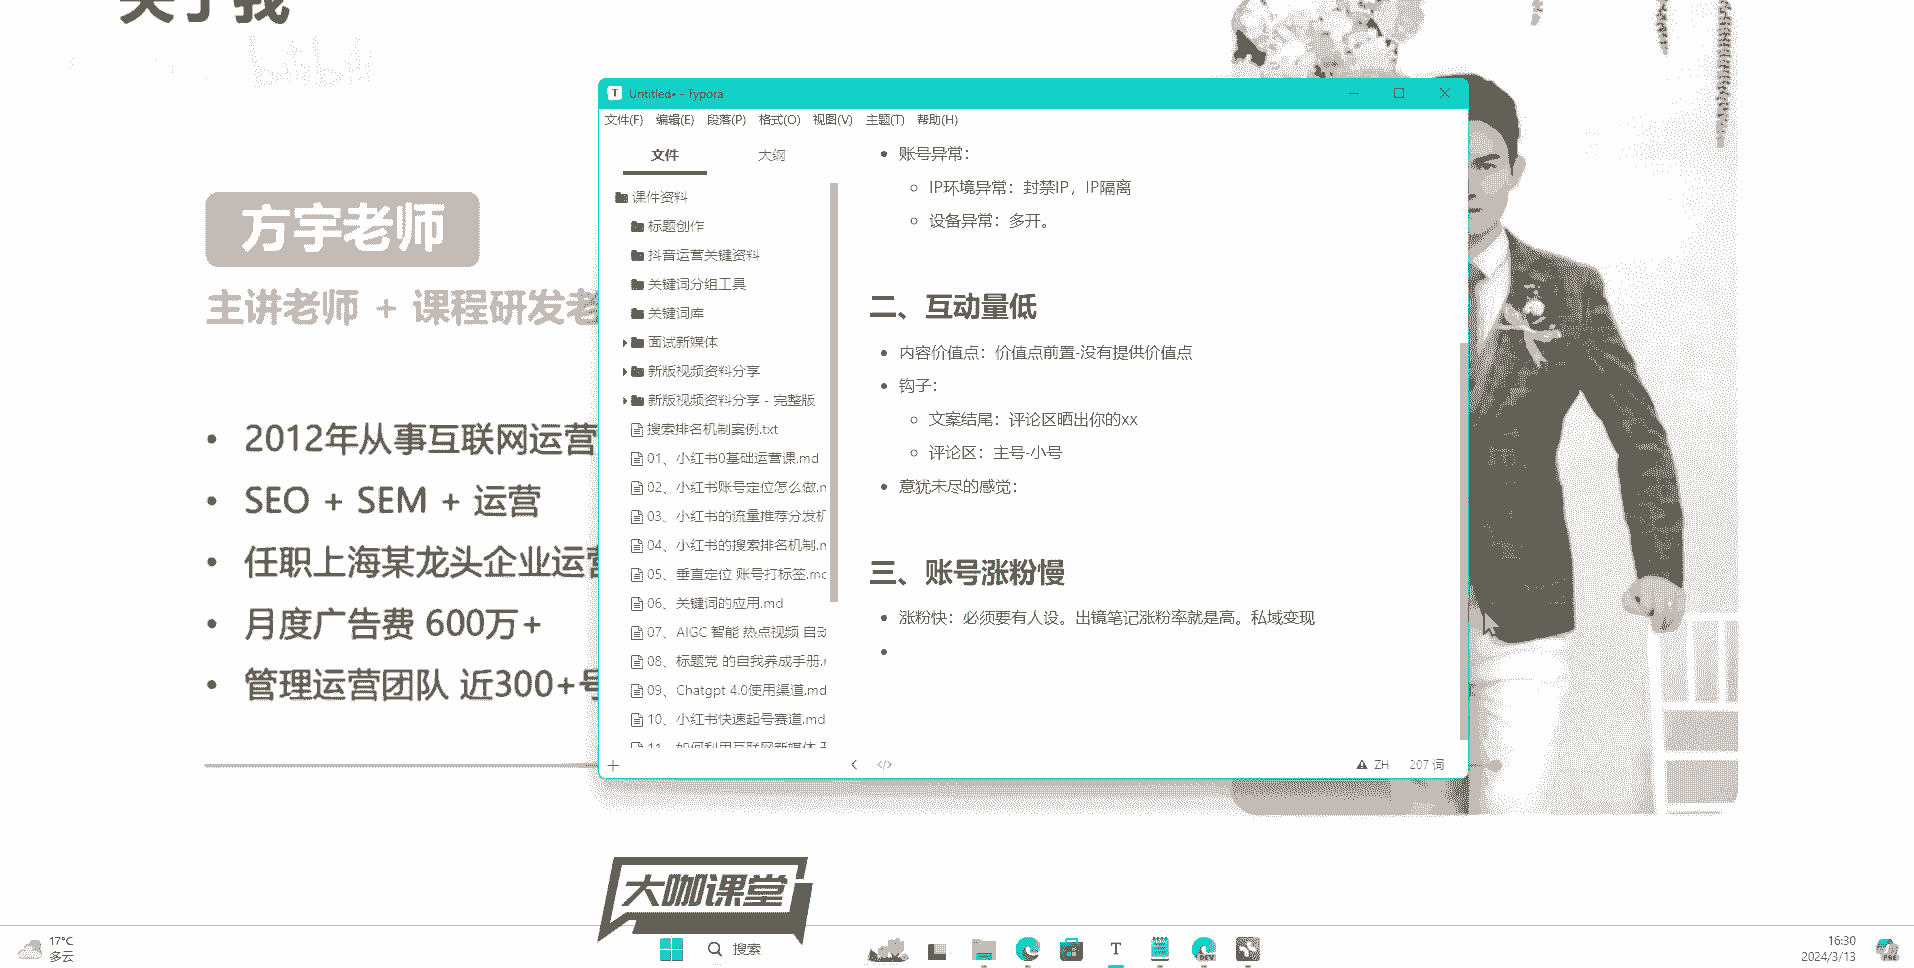 关于我
bilibili
方宇老师
主讲老师 + 课程研发老
2012年从事互联网运营
SEO + SEM + 运营
任职上海某龙头企业运营
月度广告费 600万+
管理运营团队 近300+号
Untitled• - Typora
文件(F) 编辑(E) 段落(P) 格式(O) 视图(V) 主题(T) 帮助(H)
文件 大纲
课件资料
标题创作
抖音运营关键资料
关键词分组工具
关键词库
面试新媒体
新版视频资料分享
新版视频资料分享 - 完整版
搜索排名机制案例.txt
01、小红书0基础运营课.md
02、小红书账号定位怎么做.m
03、小红书的流量推荐分发机
04、小红书的搜索排名机制.m
05、垂直定位 账号打标签.md
06、关键词的应用.md
07、AIGC 智能 热点视频 自动
08、标题党 的自我养成手册.m
09、Chatgpt 4.0使用渠道.md
10、小红书快速起号赛道.md
11、如何利用互联网新媒体
账号异常：
IP环境异常：封禁IP，IP隔离
设备异常：多开。
二、互动量低
内容价值点：价值点前置-没有提供价值点
钩子：
文案结尾：评论区晒出你的xx
评论区：主号-小号
意犹未尽的感觉：
三、账号涨粉慢
涨粉快：必须要有人设。出镜笔记涨粉率就是高。私域变现
ZH 207 词
大咖课堂
17°C
多云
搜索
DEV
16:30
2024/3/13
PRE